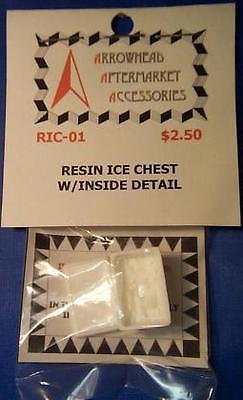 ARROWHEAD
AFTERMARKET
ACCESSORIES
RIC-01 $2.50
RESIN ICE CHEST
W/INSIDE DETAIL